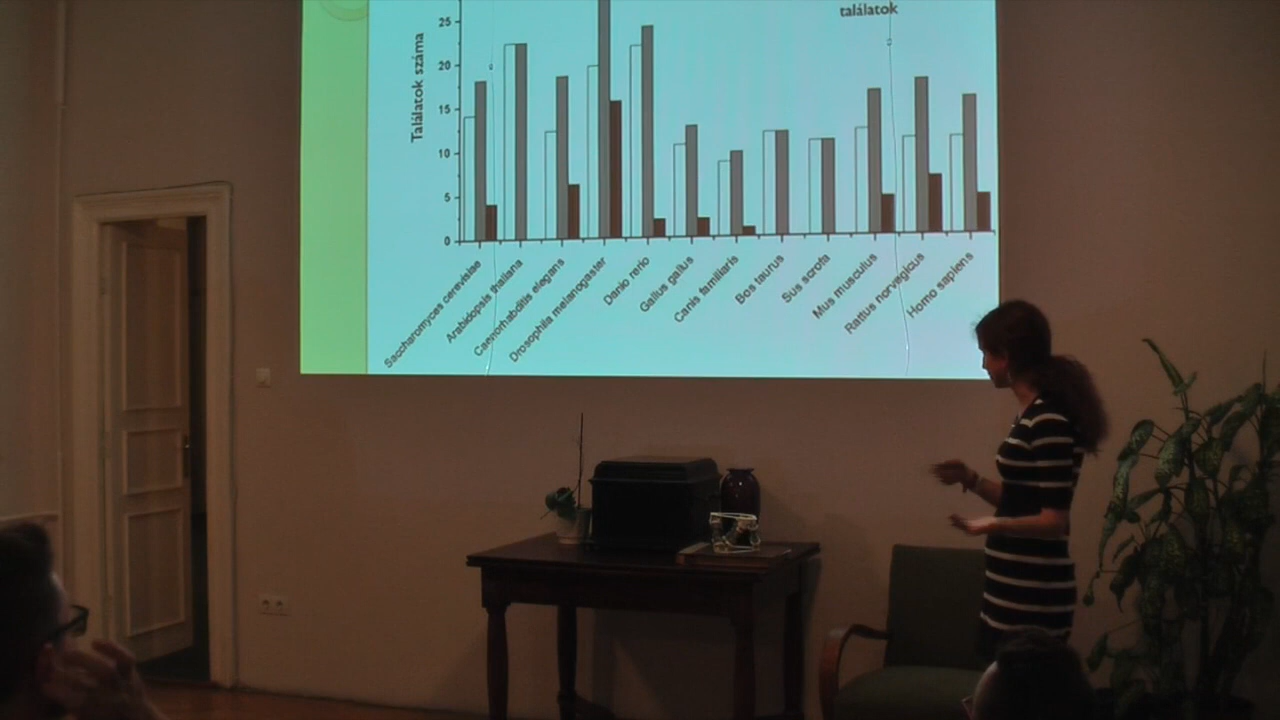 találatok
Találatok száma
25
20
15
10
5
0
Saccharomyces cerevisiae
Arabidopsis thaliana
Caenorhabditis elegans
Drosophila melanogaster
Danio rerio
Gallus gallus
Canis familiaris
Bos taurus
Sus scrofa
Mus musculus
Rattus norvegicus
Homo sapiens